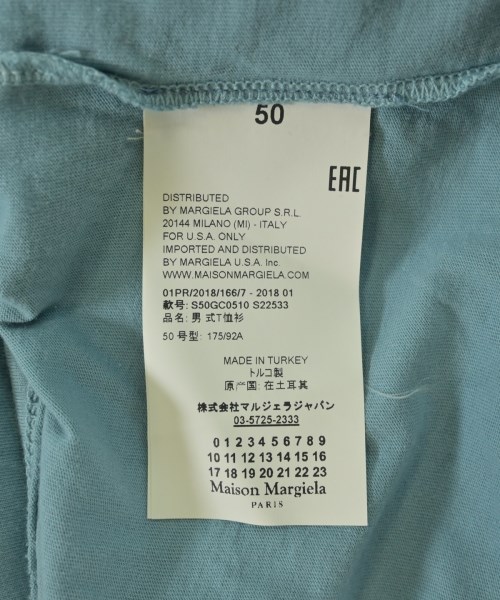 50
EAC
DISTRIBUTED
BY MARGIELA GROUP S.R.L.
20144 MILANO (MI) - ITALY
FOR U.S.A. ONLY
IMPORTED AND DISTRIBUTED
BY MARGIELA U.S.A. Inc.
WWW.MAISONMARGIELA.COM
01PR/2018/166/7 - 2018 01
款号: S50GC0510 S22533
品名: 男 式T恤衫
50 号型: 175/92A
MADE IN TURKEY
トルコ製
原产国: 在土耳其
株式会社マルジェラジャパン
03-5725-2333
0 1 2 3 4 5 6 7 8 9
10 11 12 13 14 15 16
17 18 19 20 21 22 23
Maison Margiela
PARIS